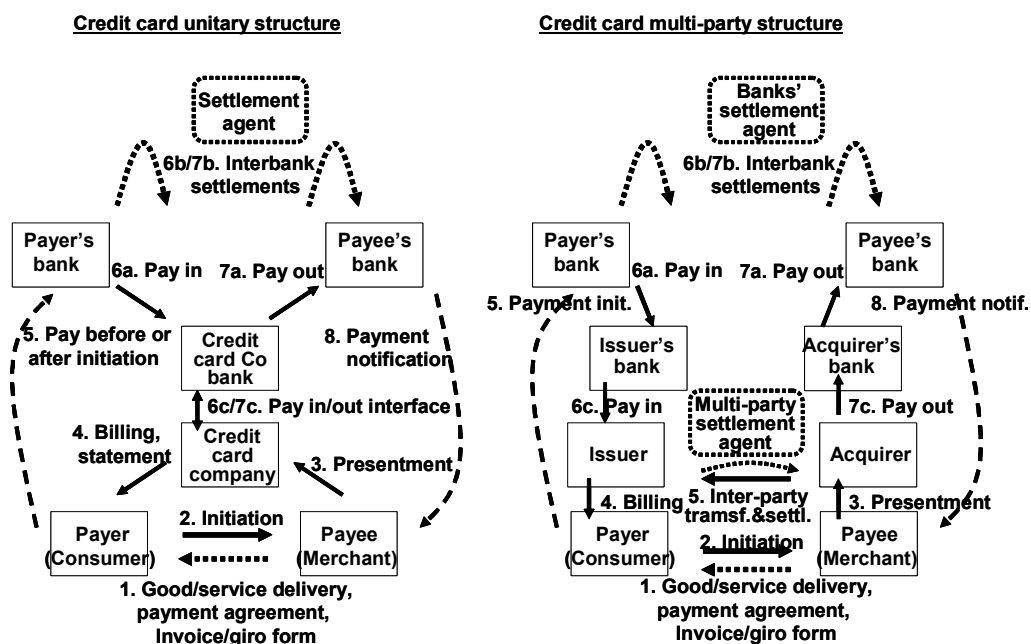 Credit card unitary structure
Settlement
agent
6b/7b. Interbank
settlements
Payer's
bank
Payee's
bank
6a. Pay in
7a. Pay out
5. Pay before or
after initiation
Credit
card Co
bank
8. Payment
notification
6c/7c. Pay in/out interface
4. Billing,
statement
Credit
card
company
3. Presentment
2. Initiation
Payer
(Consumer)
Payee
(Merchant)
1. Good/service delivery,
payment agreement,
Invoice/giro form
Credit card multi-party structure
Banks'
settlement
agent
6b/7b. Interbank
settlements
Payer's
bank
Payee's
bank
6a. Pay in
7a. Pay out
5. Payment init.
8. Payment notif.
Issuer's
bank
Acquirer's
bank
6c. Pay in
Multi-party
settlement
agent
7c. Pay out
Issuer
Acquirer
4. Billing
5. Inter-party
tramsf.&settl.
3. Presentment
2. Initiation
Payer
(Consumer)
Payee
(Merchant)
1. Good/service delivery,
payment agreement,
Invoice/giro form